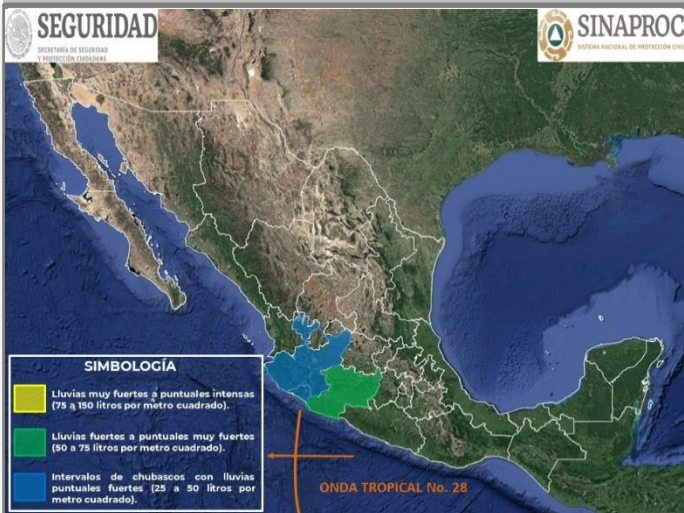 SEGURIDAD
SECRETARÍA DE SEGURIDAD
Y PROTECCIÓN CIUDADANA
SINAPROC
SISTEMA NACIONAL DE PROTECCIÓN CIVIL
SIMBOLOGÍA
Lluvias muy fuertes a puntuales intensas
(75 a 150 litros por metro cuadrado).
Lluvias fuertes a puntuales muy fuertes
(50 a 75 litros por metro cuadrado).
Intervalos de chubascos con lluvias
puntuales fuertes (25 a 50 litros por
metro cuadrado).
ONDA TROPICAL No. 28